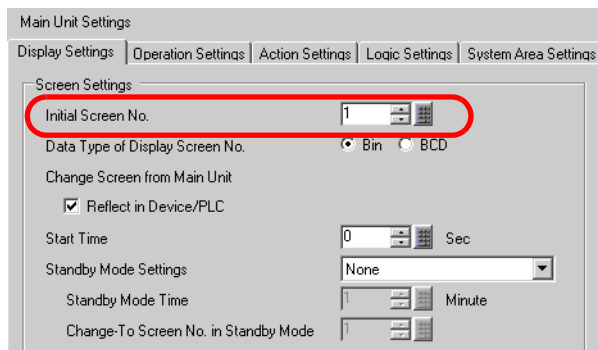 Main Unit Settings
Display Settings Operation Settings Action Settings Logic Settings System Area Settings
Screen Settings
Initial Screen No. 1
Data Type of Display Screen No. Bin BCD
Change Screen from Main Unit
Reflect in Device/PLC
Start Time 0 Sec
Standby Mode Settings None
Standby Mode Time 1 Minute
Change-To Screen No. in Standby Mode 1